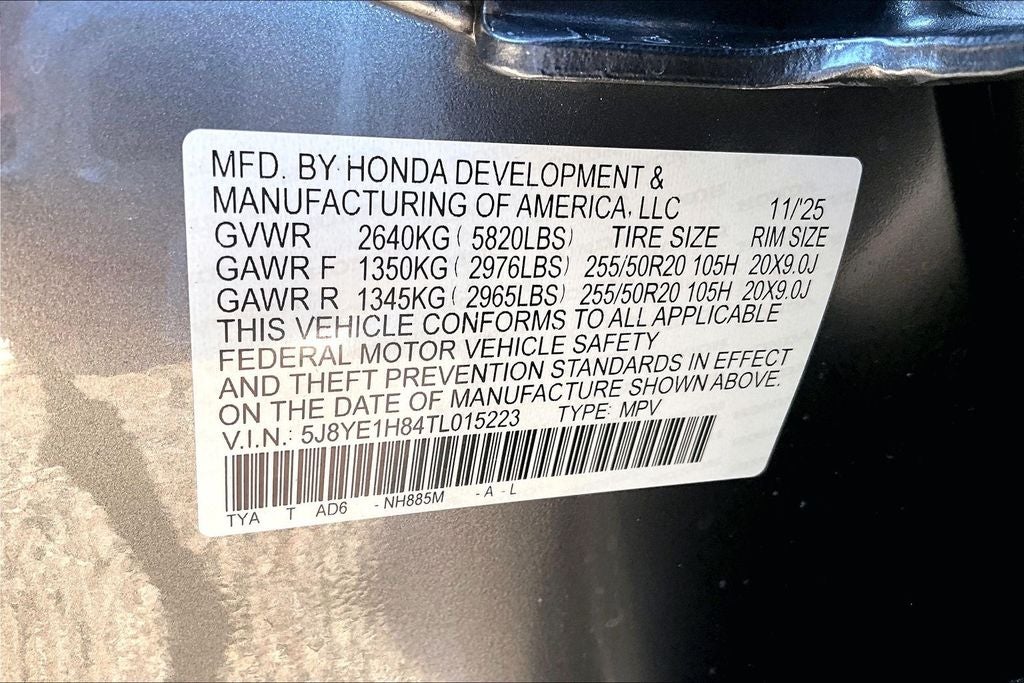 MFD. BY HONDA DEVELOPMENT &
MANUFACTURING OF AMERICA, LLC 11/'25
GVWR 2640KG ( 5820LBS) TIRE SIZE RIM SIZE
GAWR F 1350KG ( 2976LBS) 255/50R20 105H 20X9.0J
GAWR R 1345KG ( 2965LBS) 255/50R20 105H 20X9.0J
THIS VEHICLE CONFORMS TO ALL APPLICABLE
FEDERAL MOTOR VEHICLE SAFETY
AND THEFT PREVENTION STANDARDS IN EFFECT
ON THE DATE OF MANUFACTURE SHOWN ABOVE.
V.I.N.: 5J8YE1H84TL015223 TYPE: MPV
TYA T AD6 - NH885M - A - L